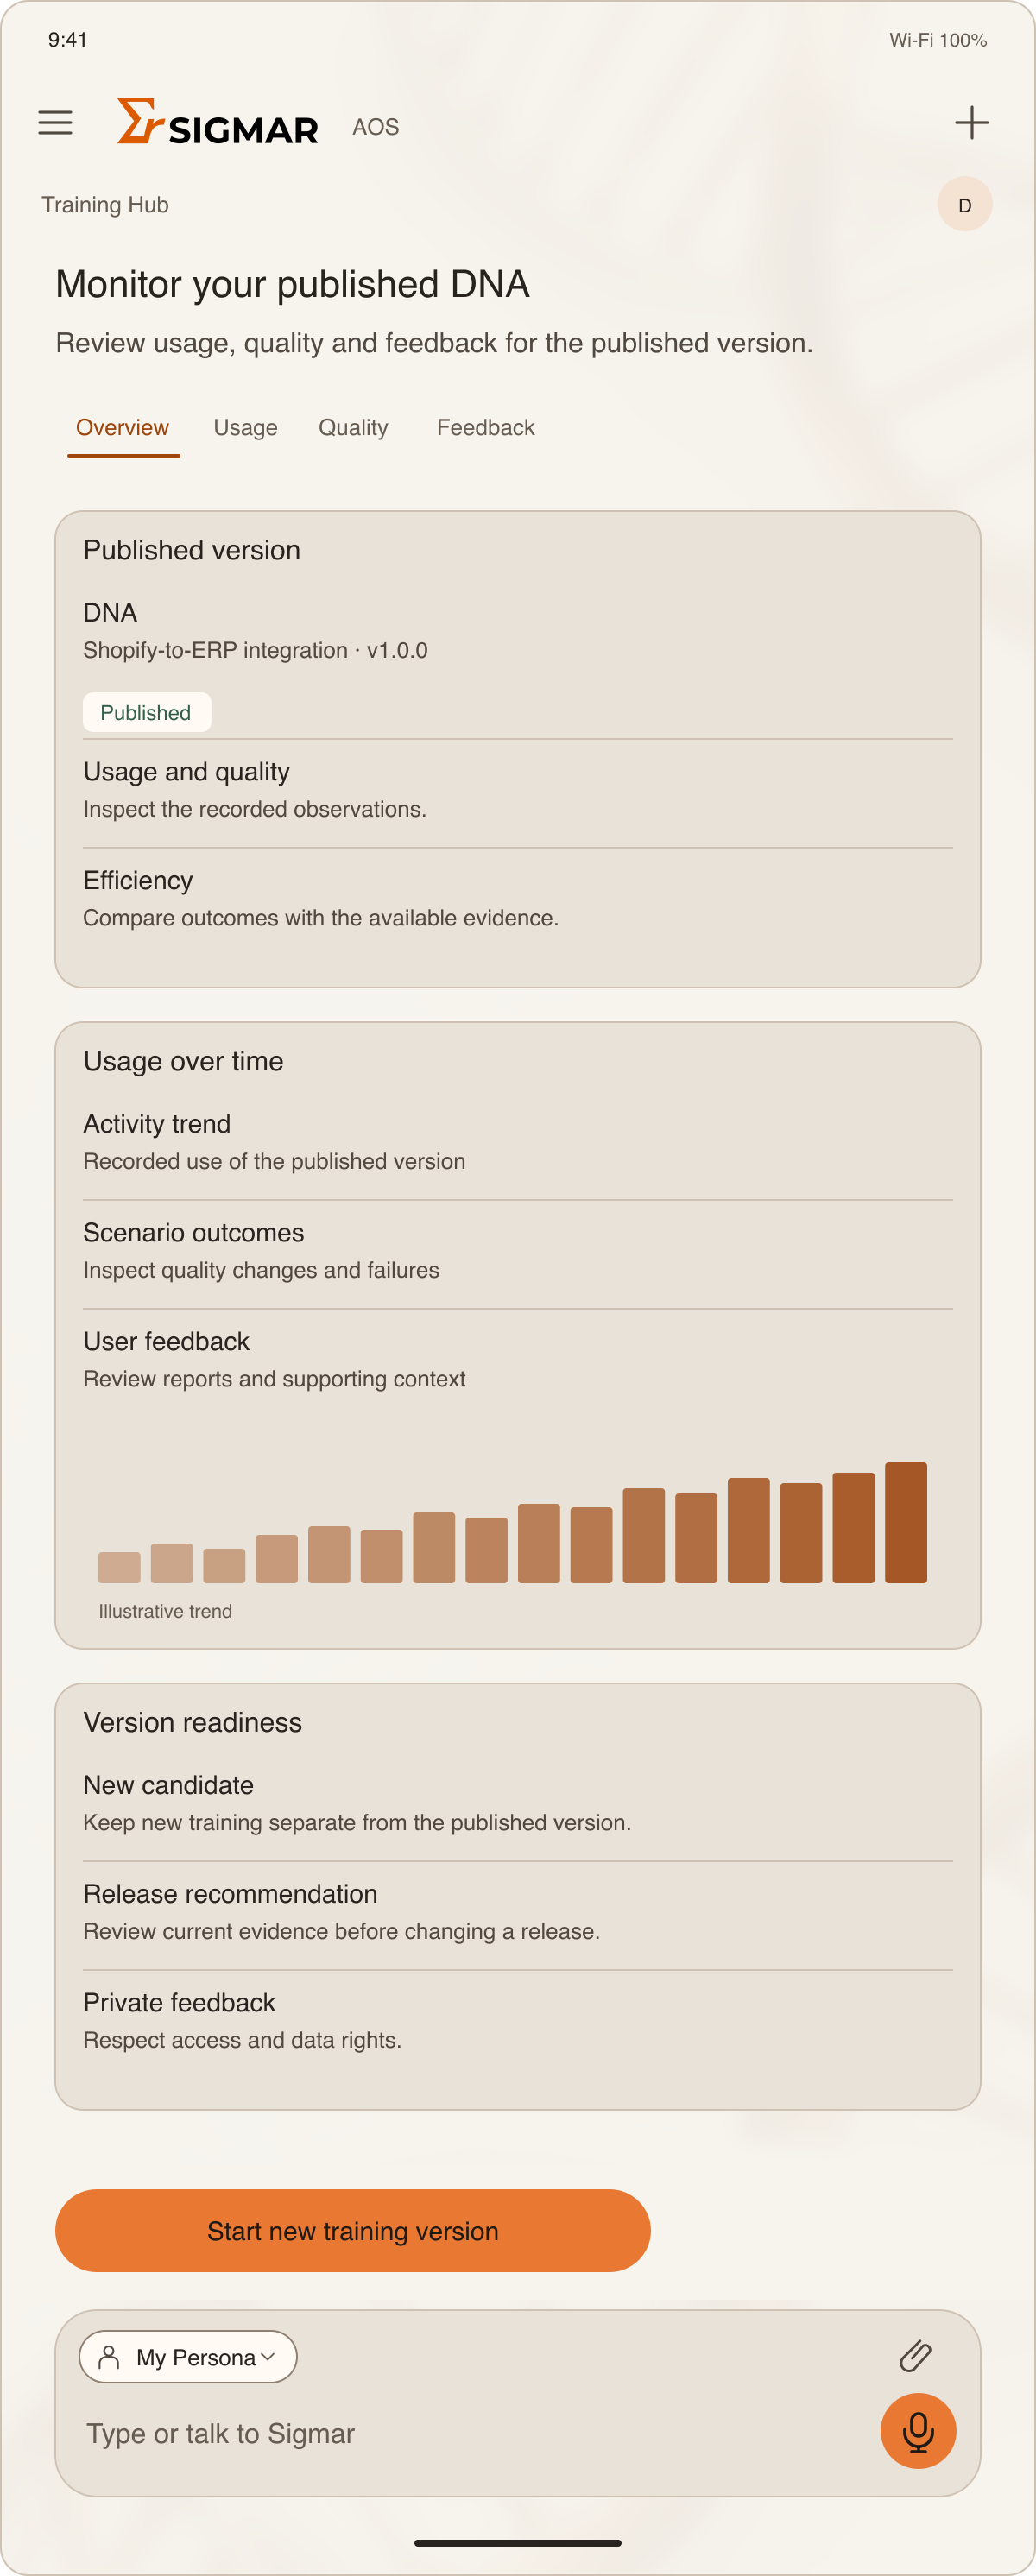 9:41
Wi-Fi 100%
Σr SIGMAR AOS
Training Hub
D
Monitor your published DNA
Review usage, quality and feedback for the published version.
Overview Usage Quality Feedback
Published version
DNA
Shopify-to-ERP integration · v1.0.0
Published
Usage and quality
Inspect the recorded observations.
Efficiency
Compare outcomes with the available evidence.
Usage over time
Activity trend
Recorded use of the published version
Scenario outcomes
Inspect quality changes and failures
User feedback
Review reports and supporting context
Illustrative trend
Version readiness
New candidate
Keep new training separate from the published version.
Release recommendation
Review current evidence before changing a release.
Private feedback
Respect access and data rights.
Start new training version
My Persona
Type or talk to Sigmar